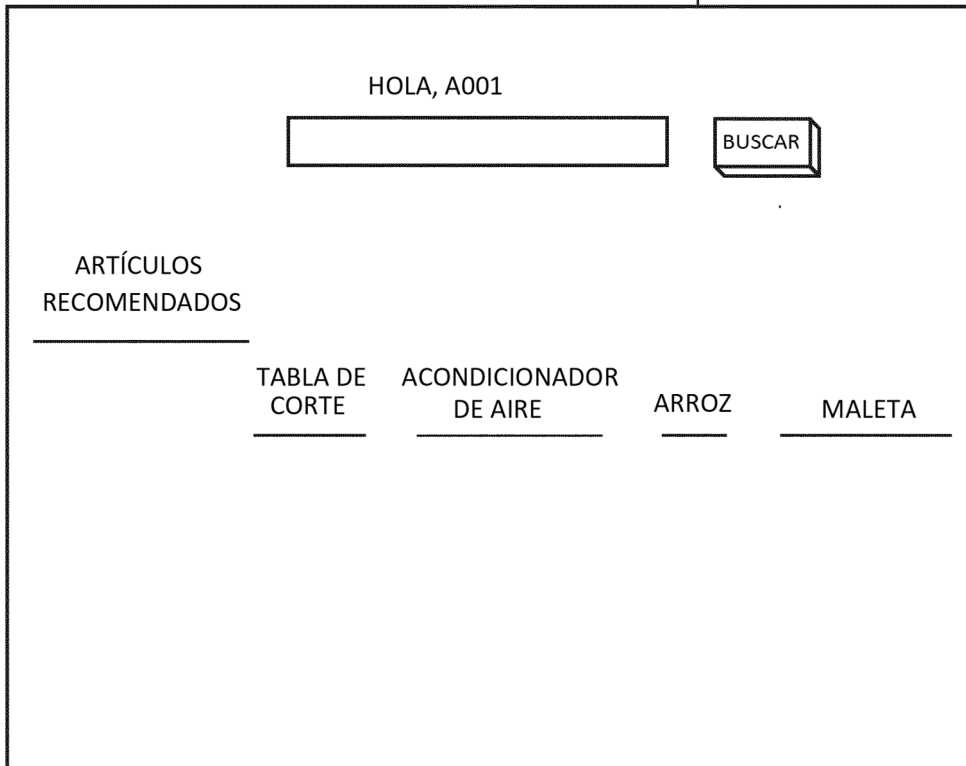 HOLA, A001
BUSCAR
ARTÍCULOS
RECOMENDADOS
TABLA DE
CORTE
ACONDICIONADOR
DE AIRE
ARROZ
MALETA